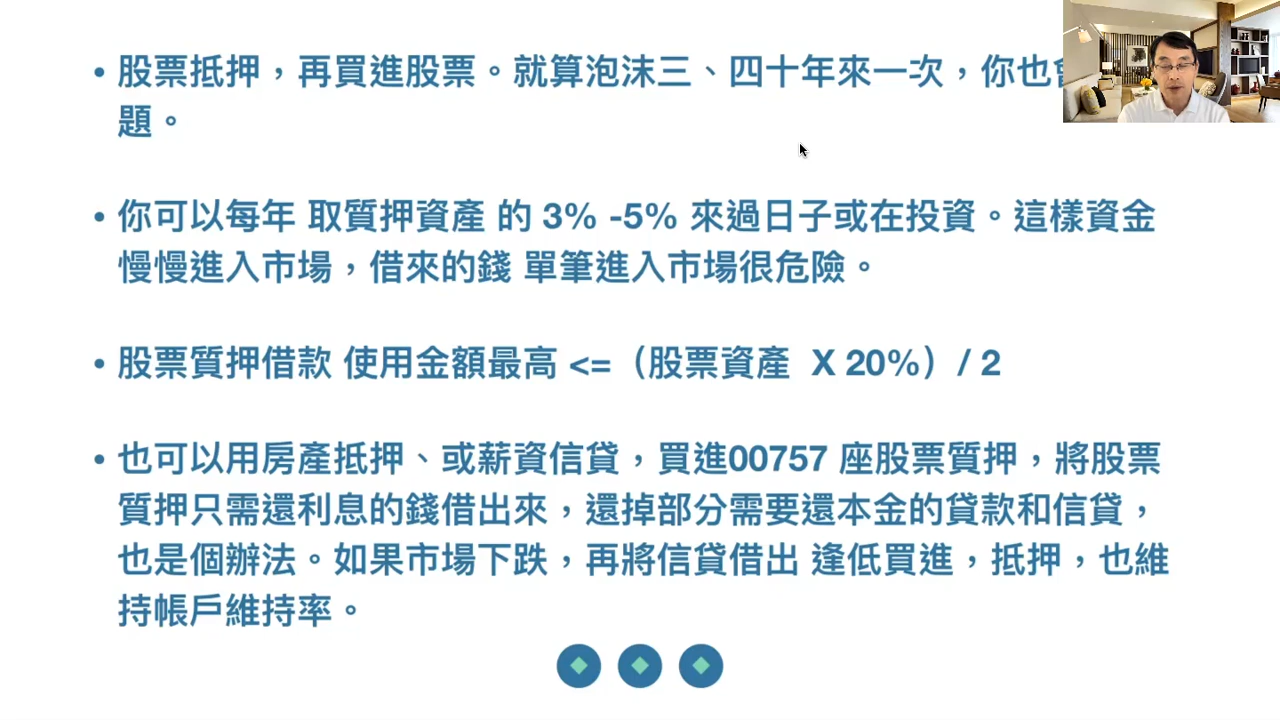 • 股票抵押，再買進股票。就算泡沫三、四十年來一次，你也會
題。
• 你可以每年 取質押資產 的 3% -5% 來過日子或在投資。這樣資金
慢慢進入市場，借來的錢 單筆進入市場很危險。
• 股票質押借款 使用金額最高 <=（股票資產 X 20%）/ 2
• 也可以用房產抵押、或薪資信貸，買進00757 座股票質押，將股票
質押只需還利息的錢借出來，還掉部分需要還本金的貸款和信貸，
也是個辦法。如果市場下跌，再將信貸借出 逢低買進，抵押，也維
持帳戶維持率。